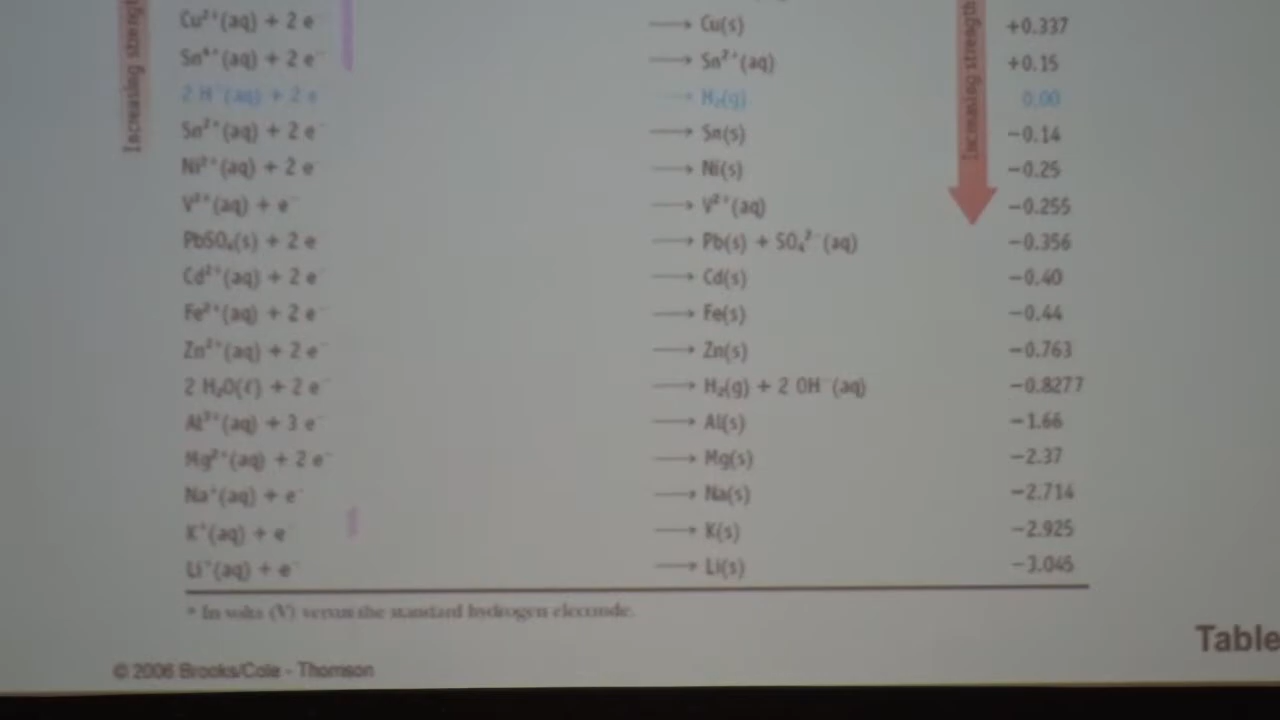 Increasing streng
Increasing strength
Cu²⁺(aq) + 2 e⁻ ⟶ Cu(s) +0.337
Sn⁴⁺(aq) + 2 e⁻ ⟶ Sn²⁺(aq) +0.15
2 H⁺(aq) + 2 e⁻ ⟶ H₂(g) 0.00
Sn²⁺(aq) + 2 e⁻ ⟶ Sn(s) −0.14
Ni²⁺(aq) + 2 e⁻ ⟶ Ni(s) −0.25
V³⁺(aq) + e⁻ ⟶ V²⁺(aq) −0.255
PbSO₄(s) + 2 e⁻ ⟶ Pb(s) + SO₄²⁻(aq) −0.356
Cd²⁺(aq) + 2 e⁻ ⟶ Cd(s) −0.40
Fe²⁺(aq) + 2 e⁻ ⟶ Fe(s) −0.44
Zn²⁺(aq) + 2 e⁻ ⟶ Zn(s) −0.763
2 H₂O(ℓ) + 2 e⁻ ⟶ H₂(g) + 2 OH⁻(aq) −0.8277
Al³⁺(aq) + 3 e⁻ ⟶ Al(s) −1.66
Mg²⁺(aq) + 2 e⁻ ⟶ Mg(s) −2.37
Na⁺(aq) + e⁻ ⟶ Na(s) −2.714
K⁺(aq) + e⁻ ⟶ K(s) −2.925
Li⁺(aq) + e⁻ ⟶ Li(s) −3.045
* In volts (V) versus the standard hydrogen electrode.
Table
© 2006 Brooks/Cole - Thomson